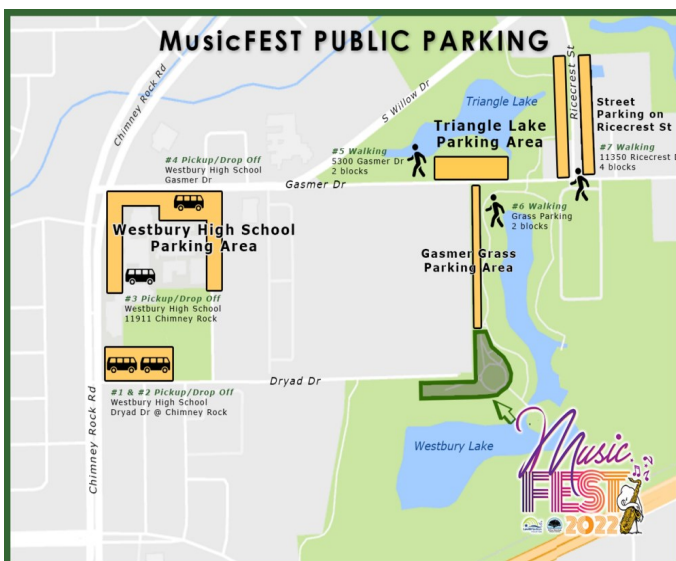 MusicFEST PUBLIC PARKING
Chimney Rock Rd
S Willow Dr
Triangle Lake
Ricecrest St
Street
Parking on
Ricecrest St
Triangle Lake
Parking Area
#4 Pickup/Drop Off
Westbury High School
Gasmer Dr
#5 Walking
5300 Gasmer Dr
2 blocks
#7 Walking
11350 Ricecrest
4 blocks
Gasmer Dr
Westbury High School
Parking Area
#6 Walking
Grass Parking
2 blocks
Gasmer Grass
Parking Area
#3 Pickup/Drop Off
Westbury High School
11911 Chimney Rock
Dryad Dr
#1 & #2 Pickup/Drop Off
Westbury High School
Dryad Dr @ Chimney Rock
Chimney Rock Rd
Westbury Lake
Music
FEST
2022